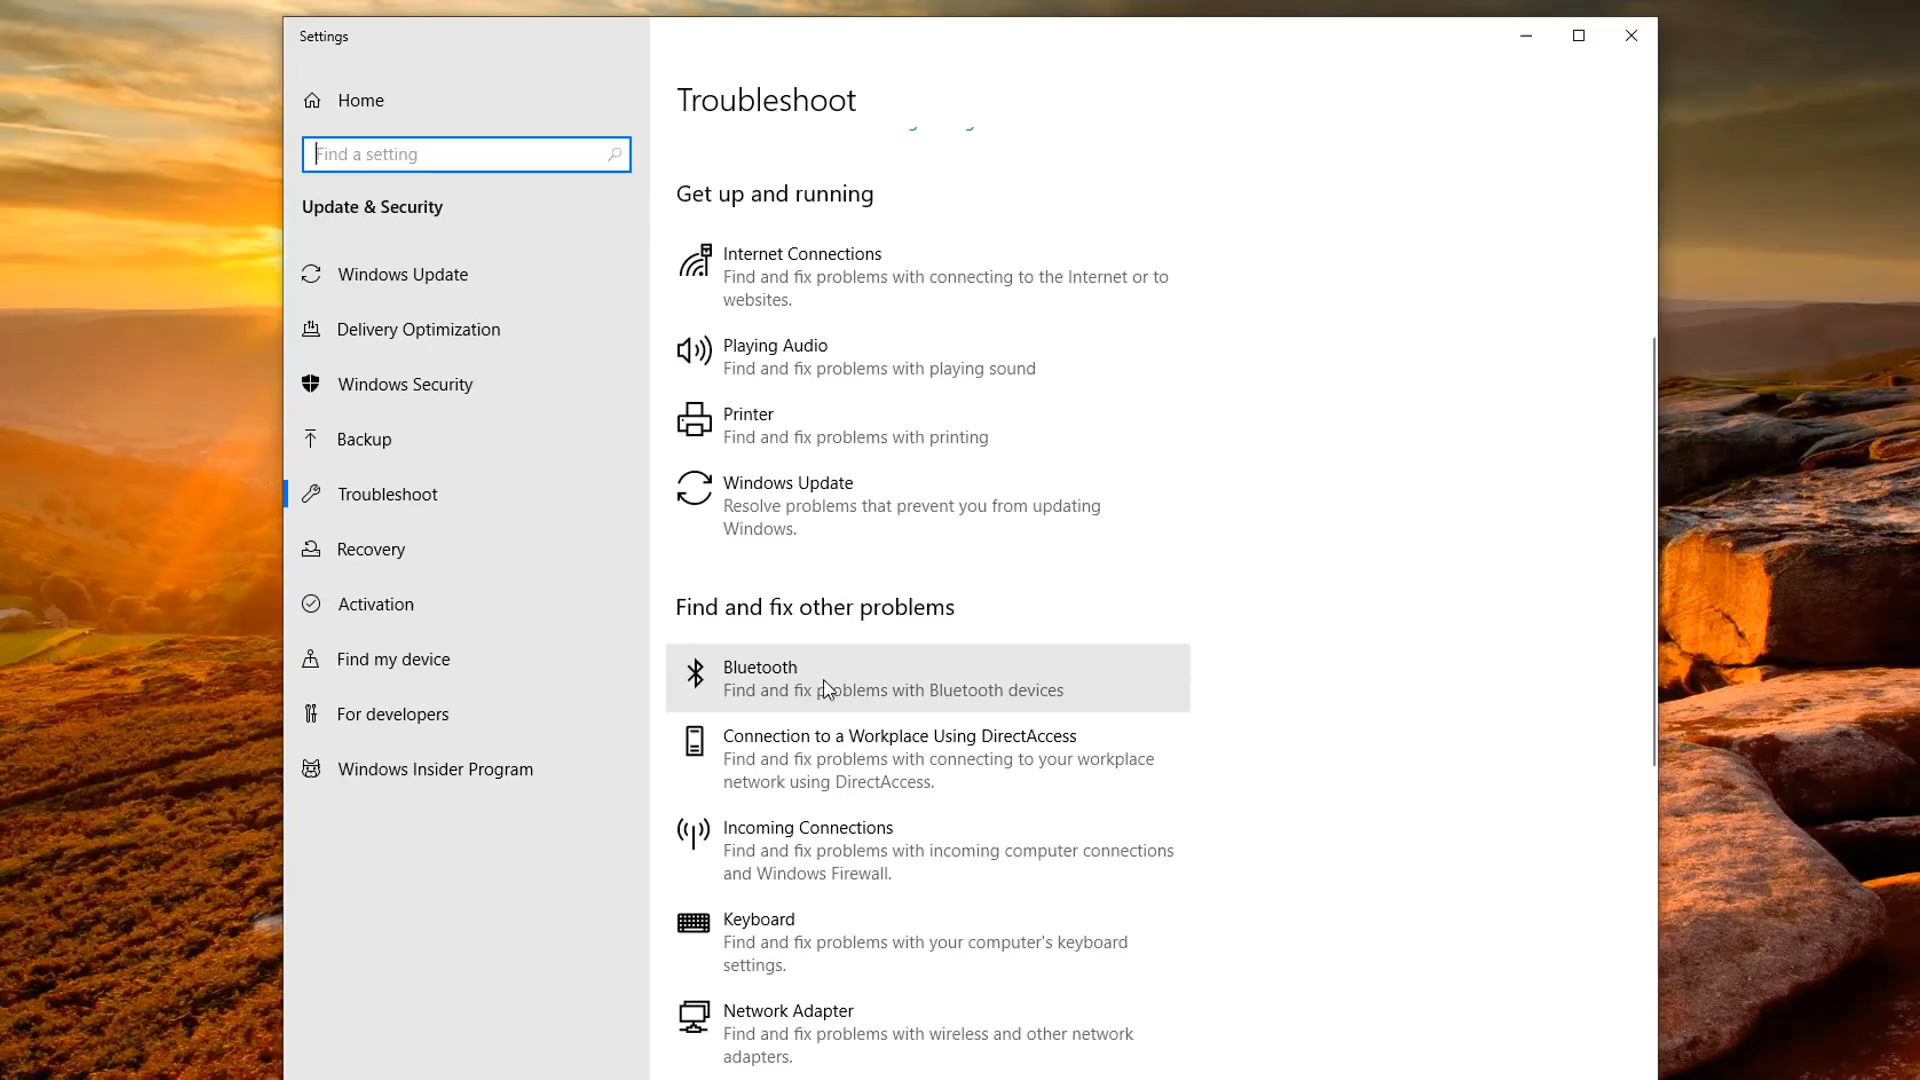 Settings
Home
Find a setting
Update & Security
Windows Update
Delivery Optimization
Windows Security
Backup
Troubleshoot
Recovery
Activation
Find my device
For developers
Windows Insider Program
Troubleshoot
Get up and running
Internet Connections
Find and fix problems with connecting to the Internet or to
websites.
Playing Audio
Find and fix problems with playing sound
Printer
Find and fix problems with printing
Windows Update
Resolve problems that prevent you from updating
Windows.
Find and fix other problems
Bluetooth
Find and fix problems with Bluetooth devices
Connection to a Workplace Using DirectAccess
Find and fix problems with connecting to your workplace
network using DirectAccess.
Incoming Connections
Find and fix problems with incoming computer connections
and Windows Firewall.
Keyboard
Find and fix problems with your computer's keyboard
settings.
Network Adapter
Find and fix problems with wireless and other network
adapters.